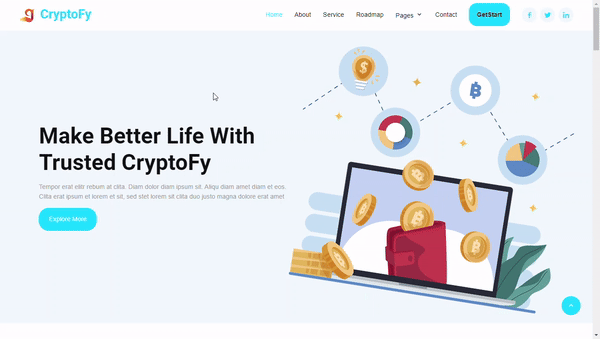 CryptoFy
Home About Service Roadmap Pages Contact GetStart
Make Better Life With
Trusted CryptoFy
Tempor erat elitr rebum at clita. Diam dolor diam ipsum sit. Aliqu diam amet diam et eos.
Clita erat ipsum et lorem et sit, sed stet lorem sit clita duo justo magna dolore erat amet
Explore More